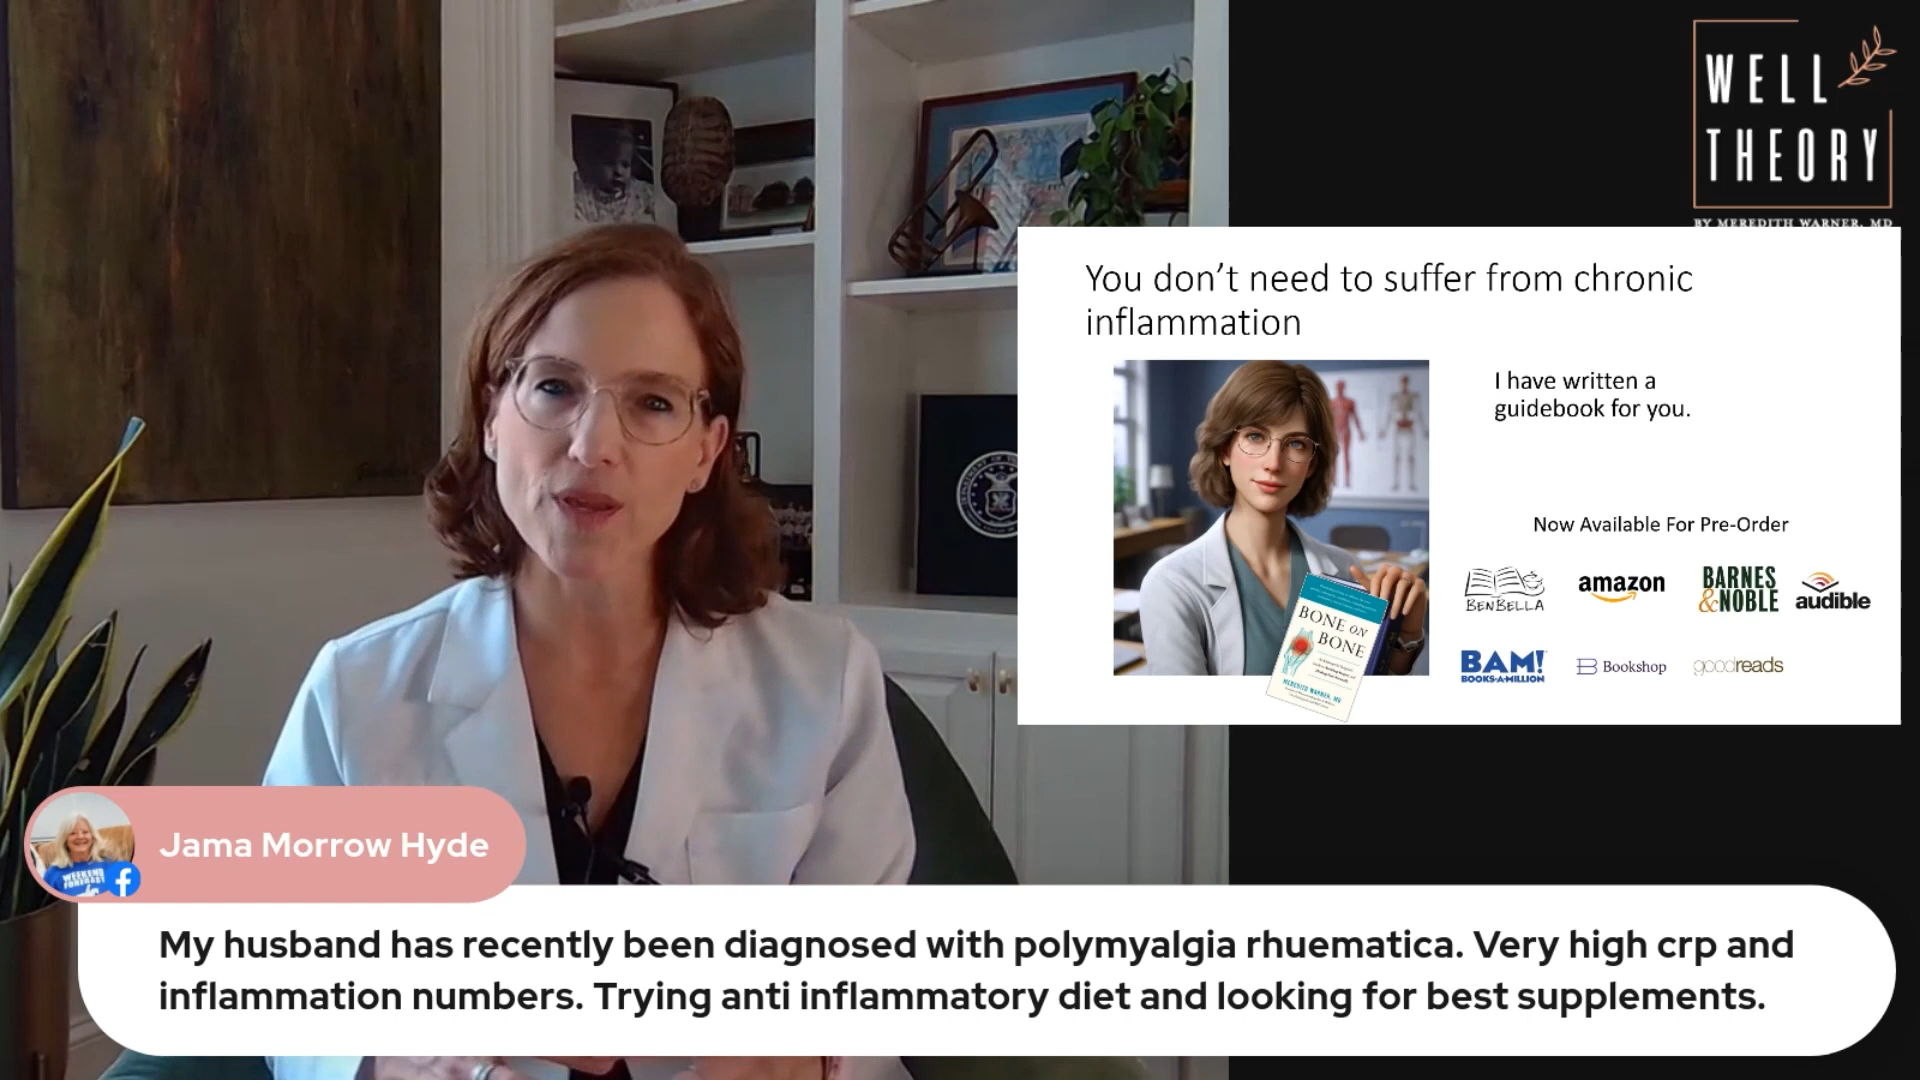 WELL
THEORY
BY MEREDITH WARNER, MD
You don't need to suffer from chronic
inflammation
I have written a
guidebook for you.
Now Available For Pre-Order
BENBELLA
amazon
BARNES
&NOBLE
audible
BAM!
BOOKS-A-MILLION
Bookshop
goodreads
BONE ON
BONE
MEREDITH WARNER, MD
Jama Morrow Hyde
WEEKEND
FORECAST
My husband has recently been diagnosed with polymyalgia rhuematica. Very high crp and
inflammation numbers. Trying anti inflammatory diet and looking for best supplements.